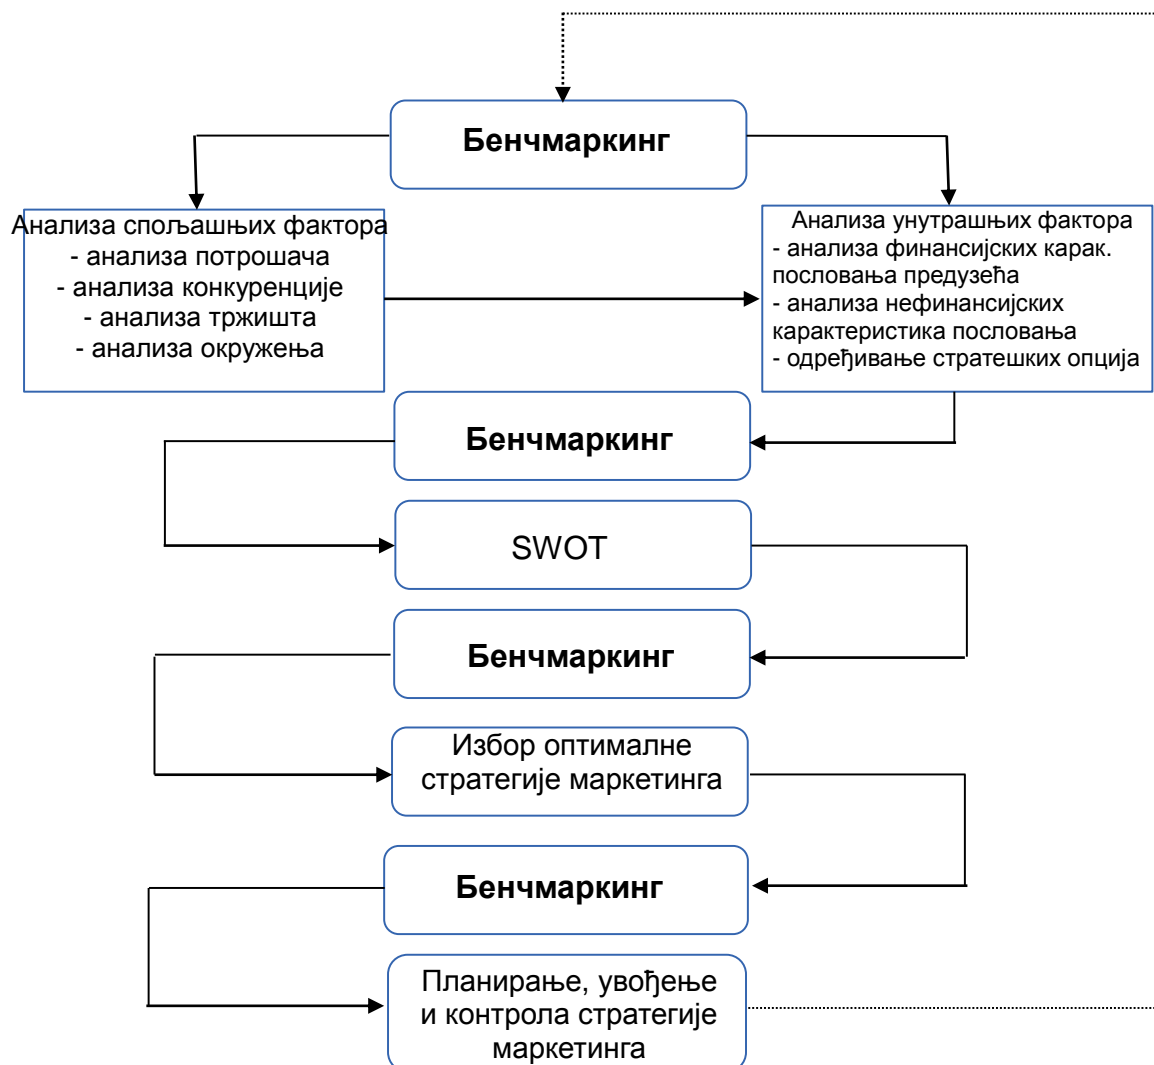 Бенчмаркинг
Анализа спољашњих фактора
- анализа потрошача
- анализа конкуренције
- анализа тржишта
- анализа окружења
Анализа унутрашњих фактора
- анализа финансијских карак.
пословања предузећа
- анализа нефинансијских
карактеристика пословања
- одређивање стратешких опција
Бенчмаркинг
SWOT
Бенчмаркинг
Избор оптималне
стратегије маркетинга
Бенчмаркинг
Планирање, увођење
и контрола стратегије
маркетинга